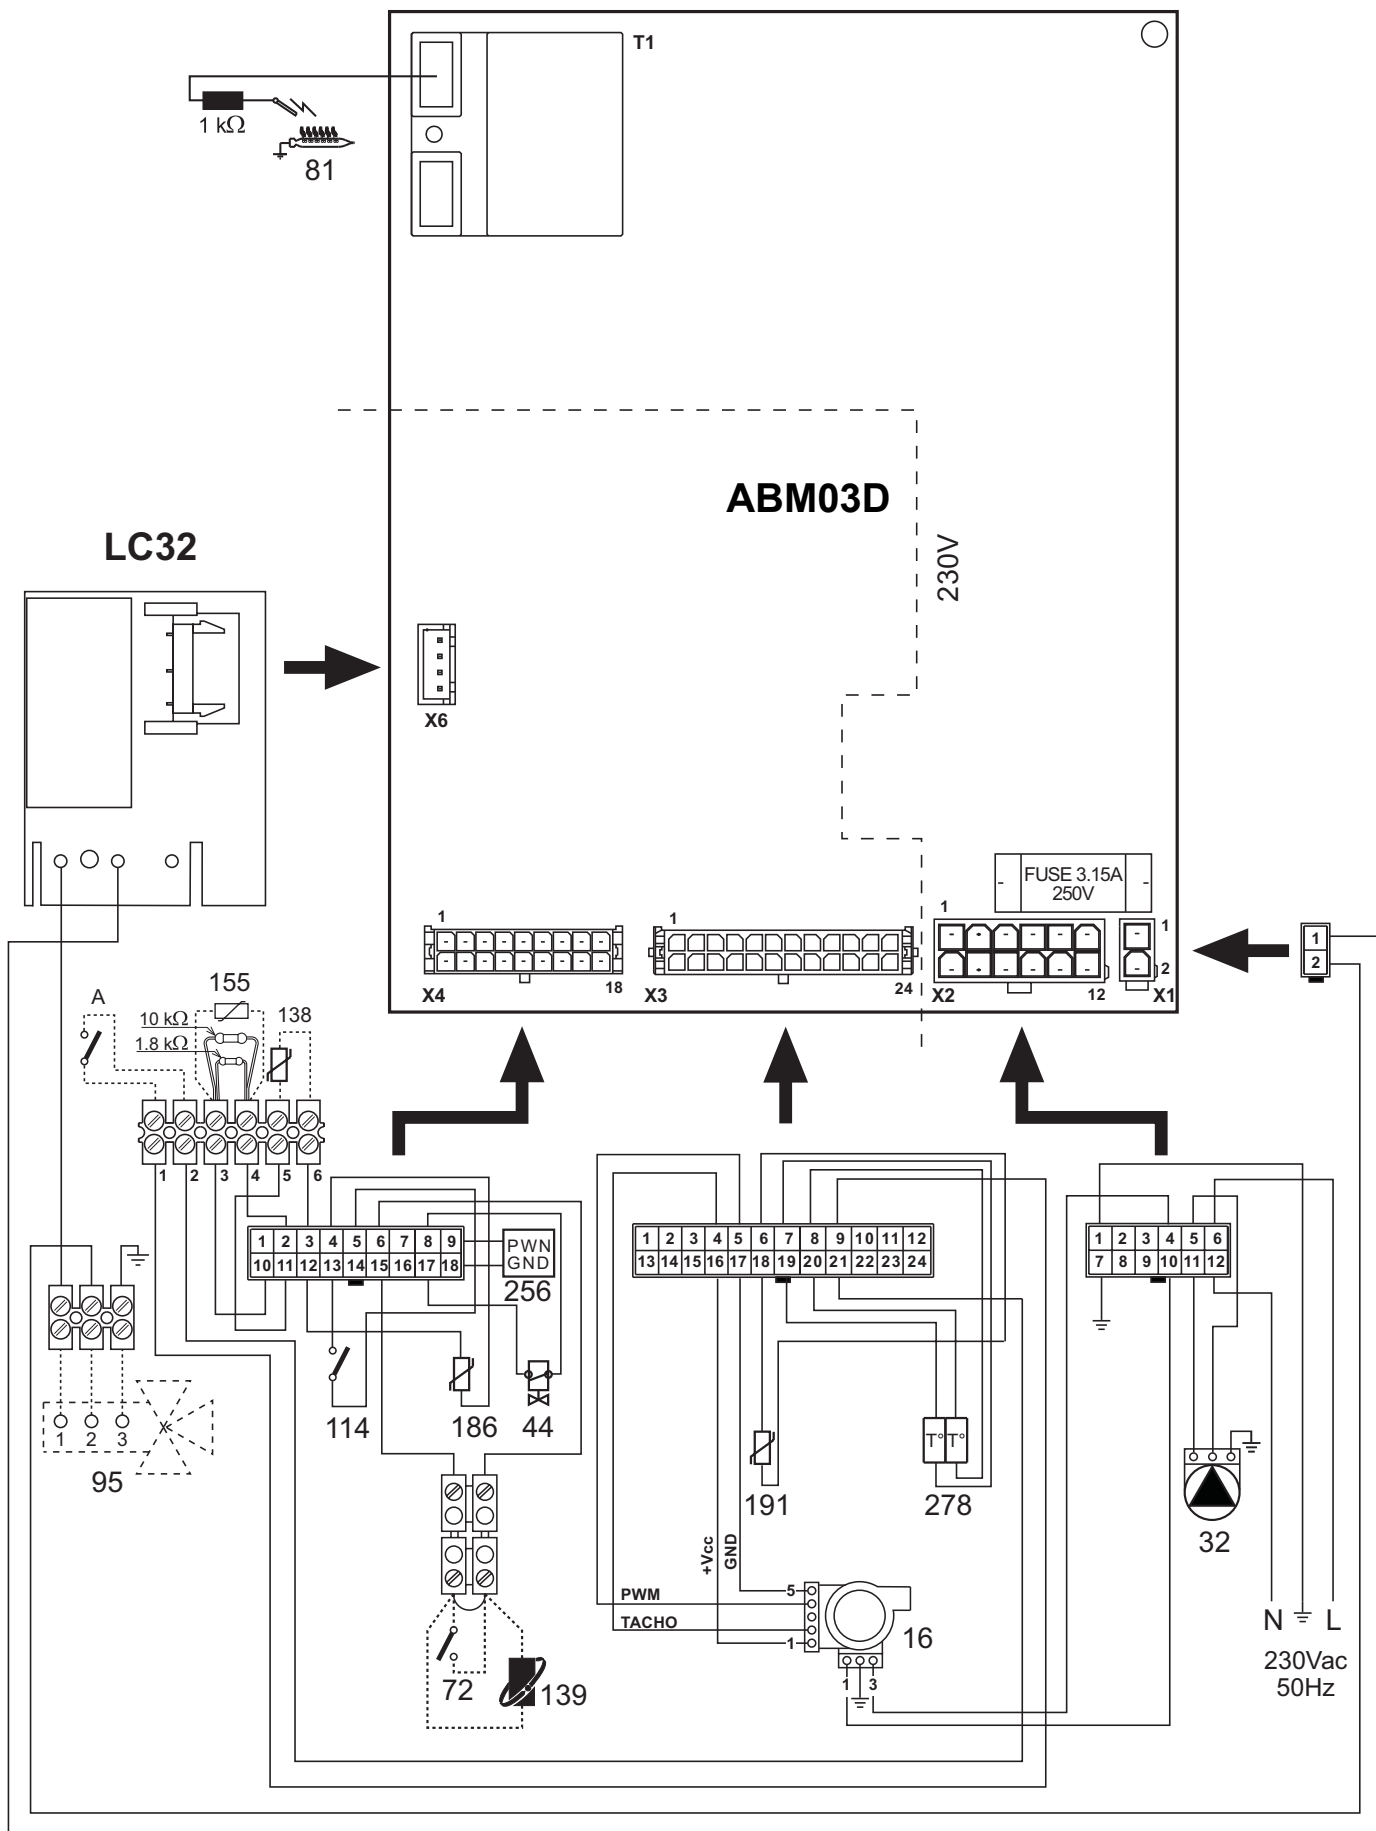 T1
1 kΩ
81
ABM03D
230V
LC32
X6
FUSE 3.15A
250V
1
18
X4
1
24
X3
1
12
X2
1
2
X1
1
2
A
155
10 kΩ
1.8 kΩ
138
1 2 3 4 5 6
1 2 3 4 5 6 7 8 9
10 11 12 13 14 15 16 17 18
PWN
GND
256
1 2 3 4 5 6 7 8 9 10 11 12
13 14 15 16 17 18 19 20 21 22 23 24
1 2 3 4 5 6
7 8 9 10 11 12
114
186
44
1 2 3
95
191
T° T°
278
32
+Vcc
GND
PWM
TACHO
5
1
16
1 3
72
139
N L
230Vac
50Hz